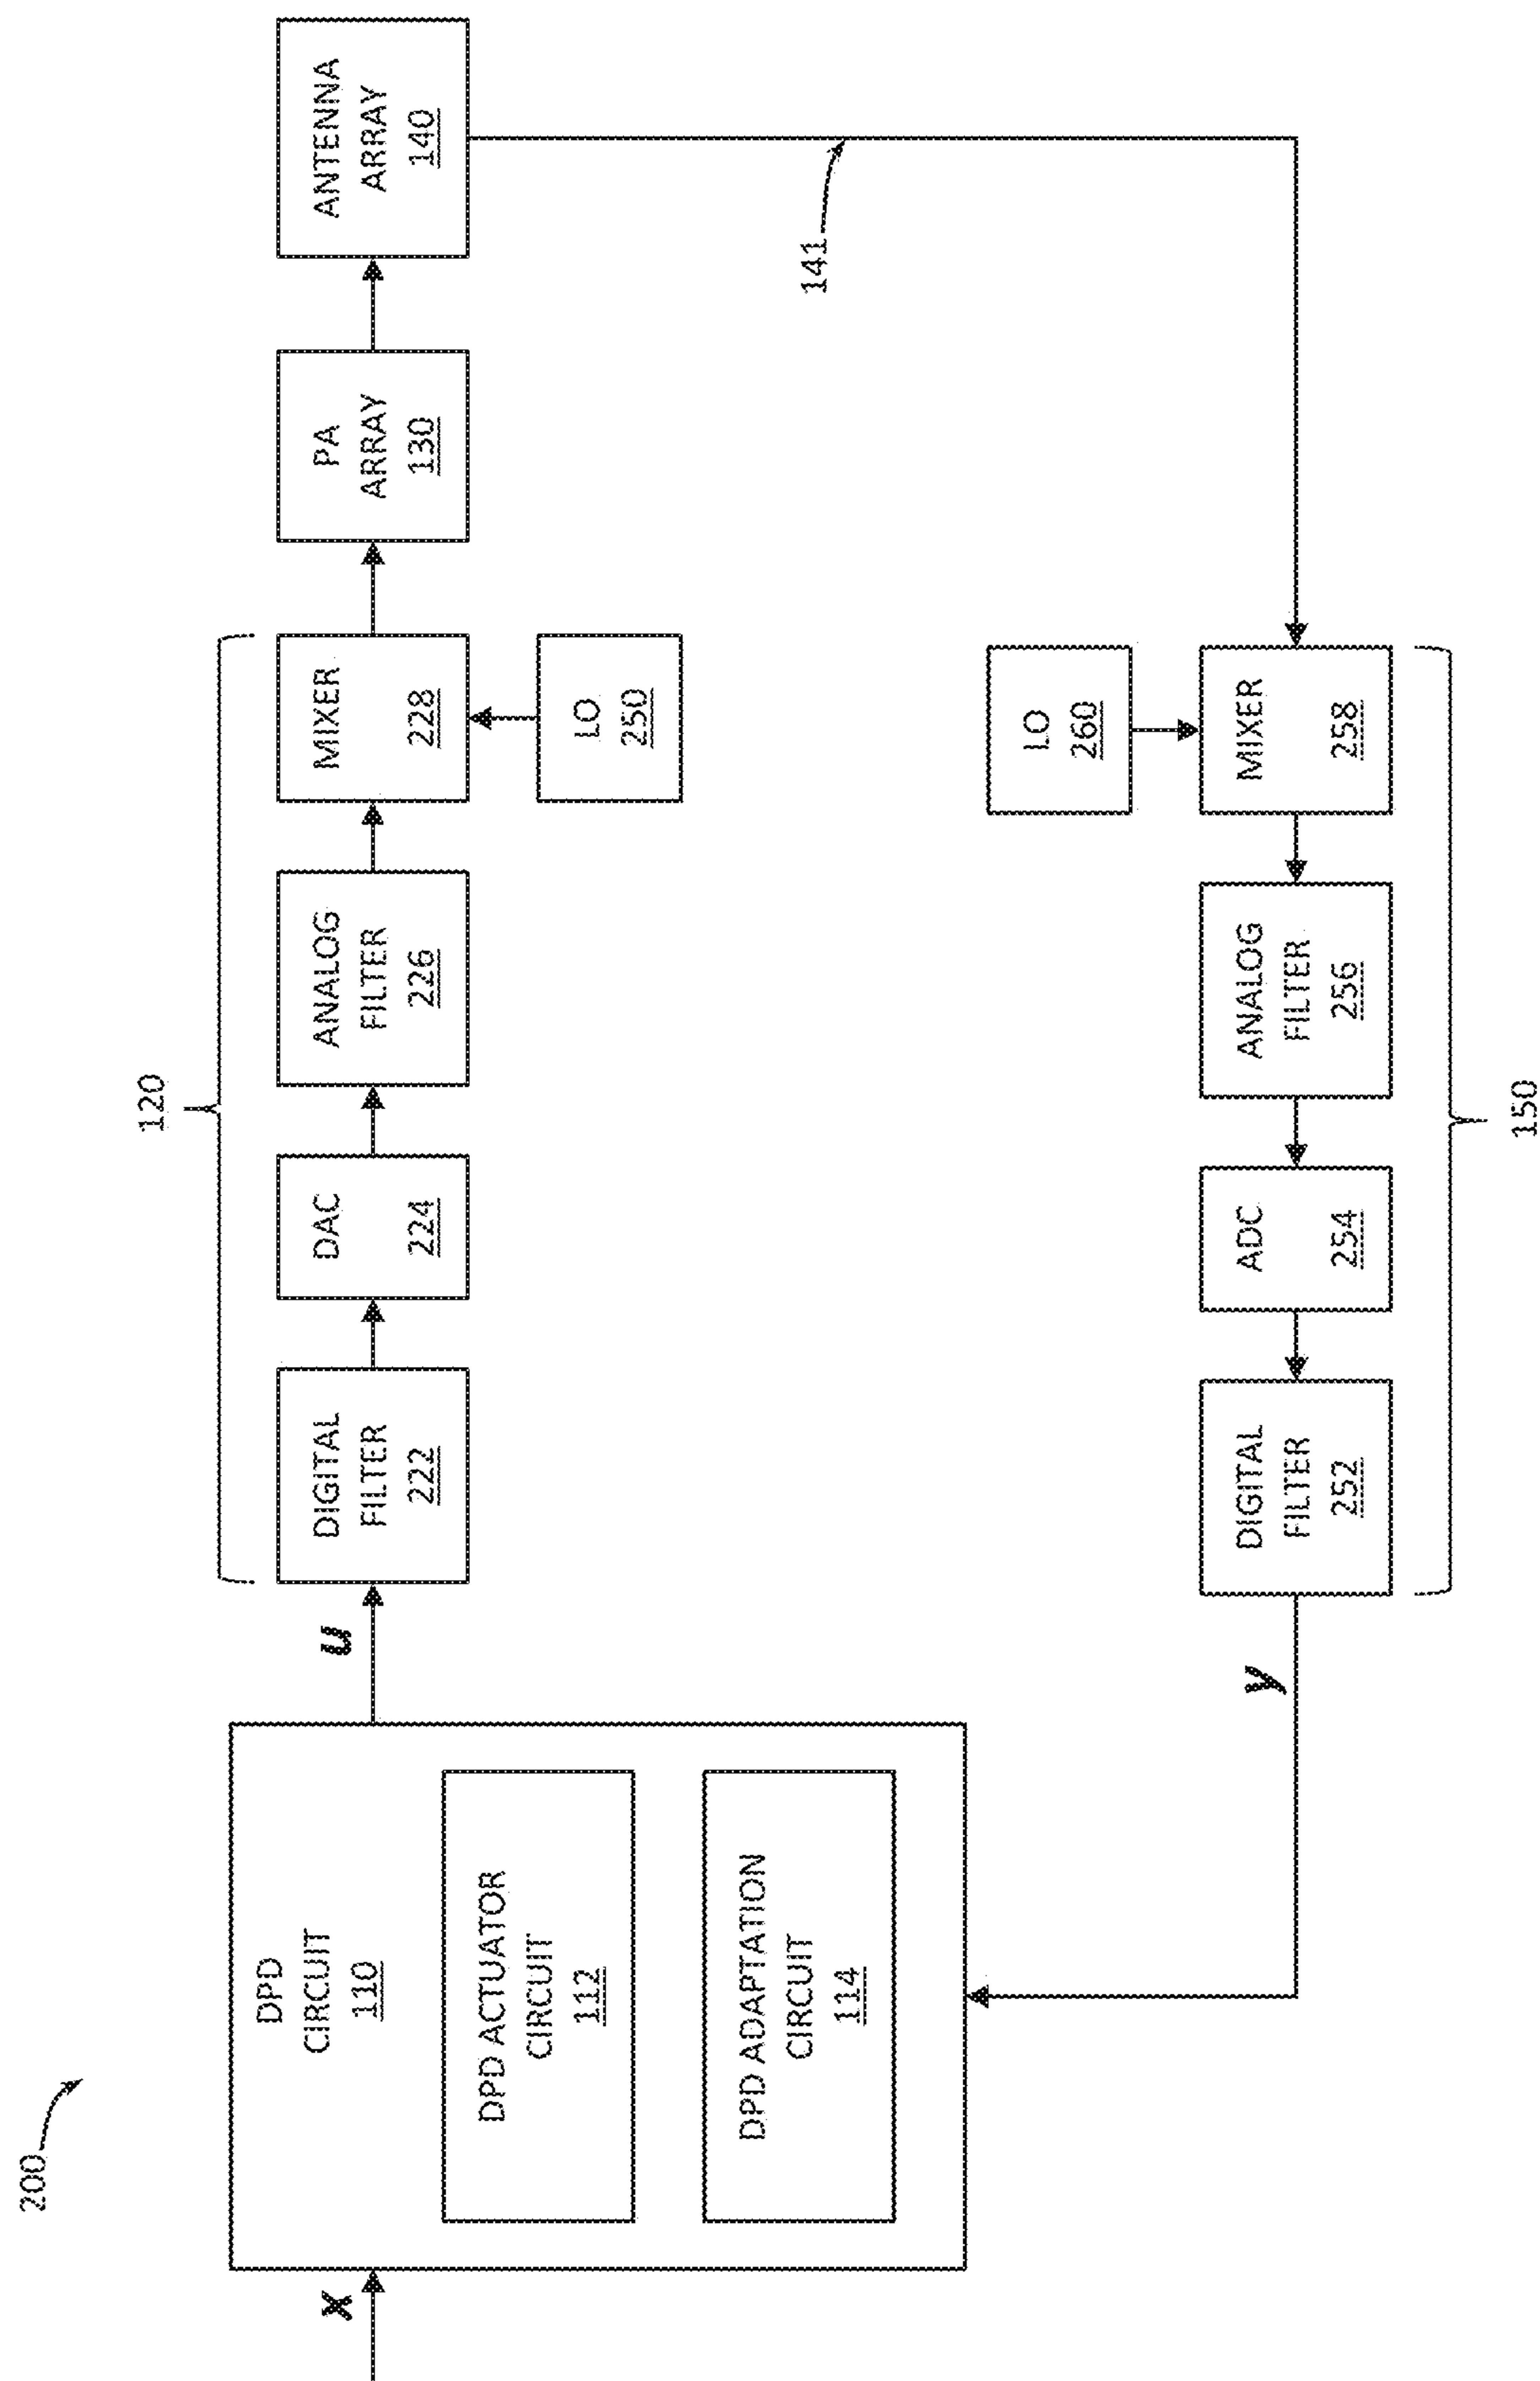 200
x
DPD
CIRCUIT
110
DPD ACTUATOR
CIRCUIT
112
DPD ADAPTATION
CIRCUIT
114
u
120
DIGITAL
FILTER
222
DAC
224
ANALOG
FILTER
226
MIXER
228
LO
250
PA
ARRAY
130
ANTENNA
ARRAY
140
141
LO
260
MIXER
258
ANALOG
FILTER
256
ADC
254
DIGITAL
FILTER
252
y
150